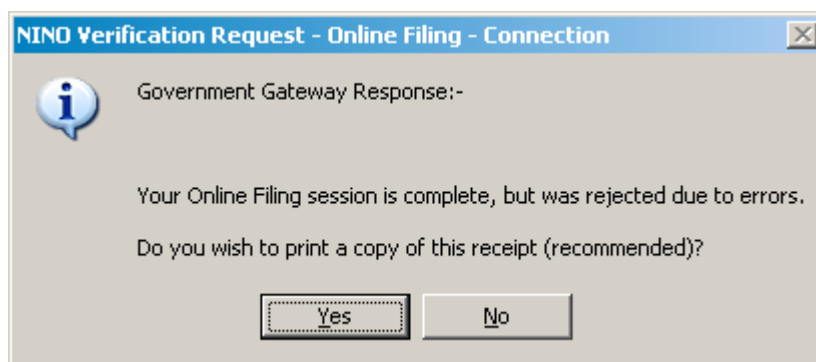 NINO Verification Request - Online Filing - Connection
Government Gateway Response:-
Your Online Filing session is complete, but was rejected due to errors.
Do you wish to print a copy of this receipt (recommended)?
Yes
No